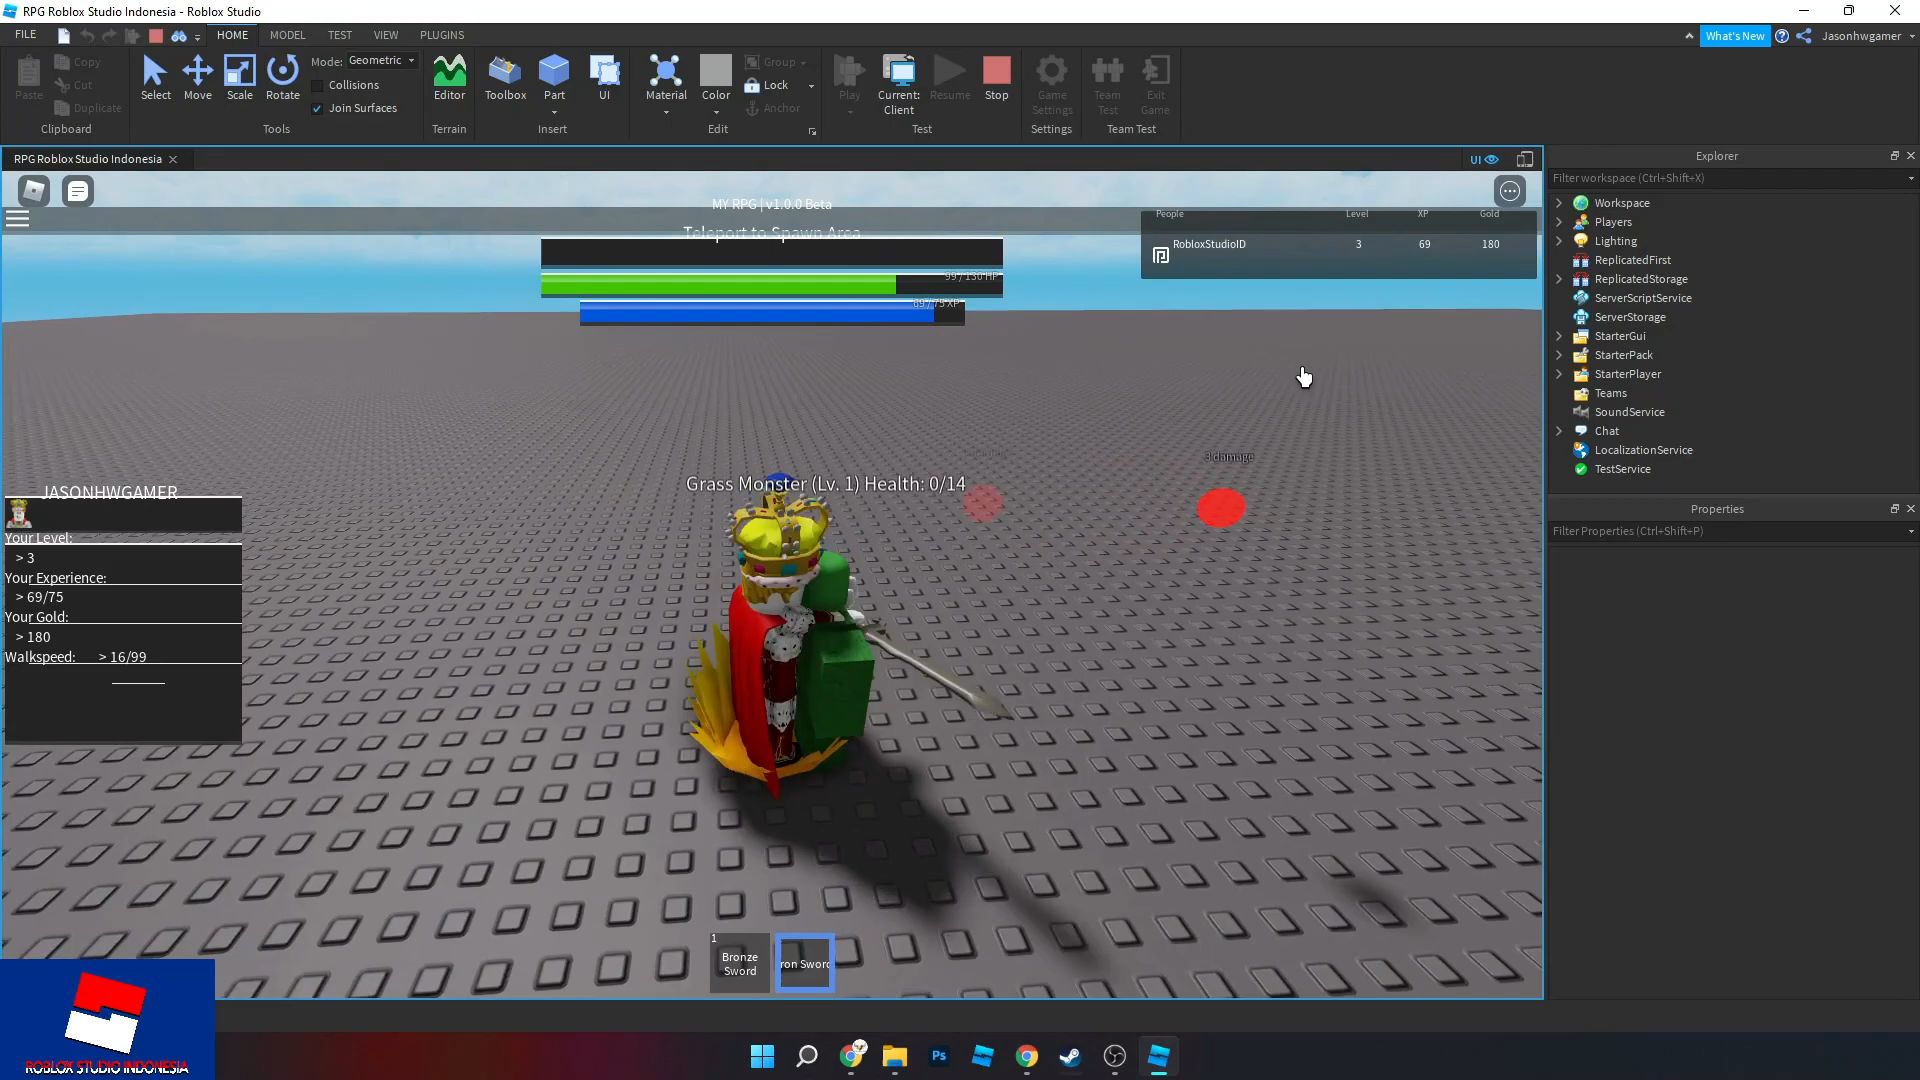 RPG Roblox Studio Indonesia - Roblox Studio
FILE HOME MODEL TEST VIEW PLUGINS What's New Jasonhwgamer
Paste Copy Cut Duplicate
Select Move Scale Rotate
Mode: Geometric
Collisions
Join Surfaces
Editor Toolbox Part UI Material Color
Group
Lock
Anchor
Play Current: Client Resume Stop Game Settings Team Test Exit Game
Clipboard Tools Terrain Insert Edit Test Settings Team Test
RPG Roblox Studio Indonesia
UI
MY RPG | v1.0.0 Beta
Teleport to Spawn Area
99 / 130 HP
69 / 75 XP
People Level XP Gold
RobloxStudioID 3 69 180
3 damage
Grass Monster (Lv. 1) Health: 0/14
JASONHWGAMER
Your Level:
> 3
Your Experience:
> 69/75
Your Gold:
> 180
Walkspeed: > 16/99
1
Bronze
Sword
ron Sword
ROBLOX STUDIO INDONESIA
Explorer
Filter workspace (Ctrl+Shift+X)
Workspace
Players
Lighting
ReplicatedFirst
ReplicatedStorage
ServerScriptService
ServerStorage
StarterGui
StarterPack
StarterPlayer
Teams
SoundService
Chat
LocalizationService
TestService
Properties
Filter Properties (Ctrl+Shift+P)
Ps